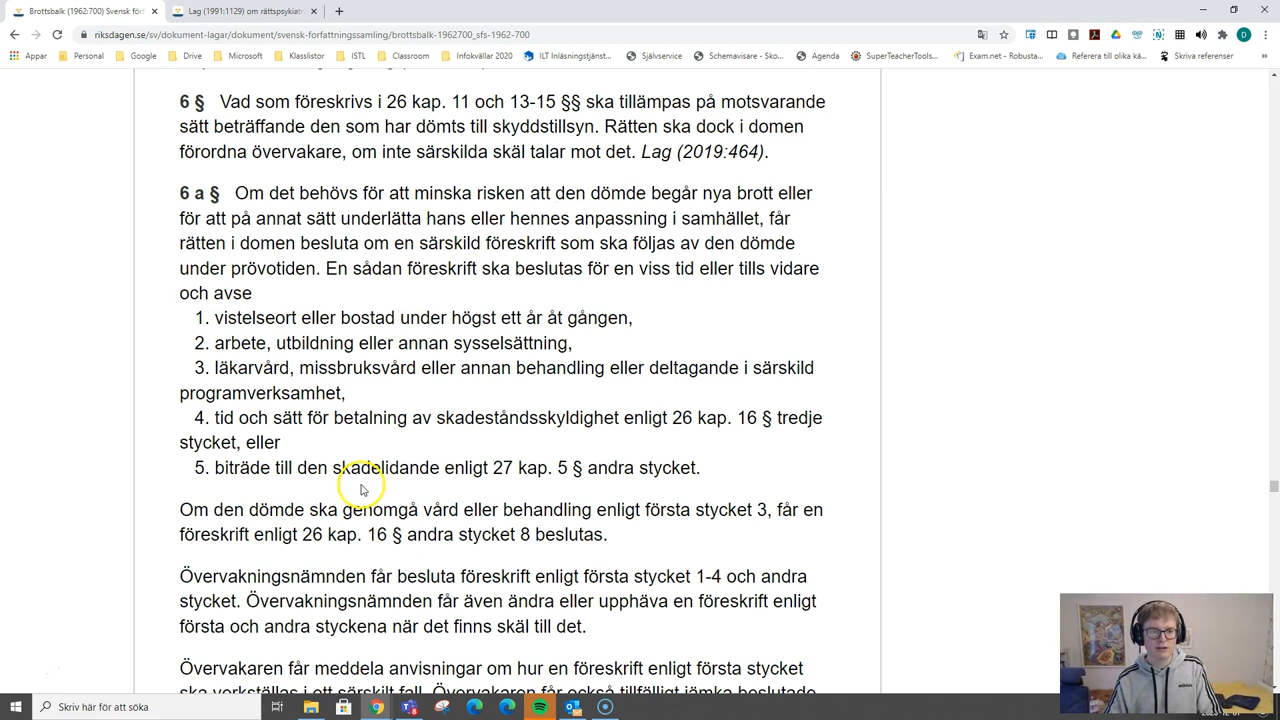 Brottsbalk (1962:700) Svensk för
Lag (1991:1129) om rättspsykiatr
riksdagen.se/sv/dokument-lagar/dokument/svensk-forfattningssamling/brottsbalk-1962700_sfs-1962-700
Appar Personal Google Drive Microsoft Klasslistor ISTL Classroom Infokvällar 2020 ILT Inläsningstjänst... Självservice Schemavisare - Sko... Agenda SuperTeacherTools... Exam.net - Robusta... Referera till olika kä... Skriva referenser »
6 § Vad som föreskrivs i 26 kap. 11 och 13-15 §§ ska tillämpas på motsvarande
sätt beträffande den som har dömts till skyddstillsyn. Rätten ska dock i domen
förordna övervakare, om inte särskilda skäl talar mot det. Lag (2019:464).
6 a § Om det behövs för att minska risken att den dömde begår nya brott eller
för att på annat sätt underlätta hans eller hennes anpassning i samhället, får
rätten i domen besluta om en särskild föreskrift som ska följas av den dömde
under prövotiden. En sådan föreskrift ska beslutas för en viss tid eller tills vidare
och avse
1. vistelseort eller bostad under högst ett år åt gången,
2. arbete, utbildning eller annan sysselsättning,
3. läkarvård, missbruksvård eller annan behandling eller deltagande i särskild
programverksamhet,
4. tid och sätt för betalning av skadeståndsskyldighet enligt 26 kap. 16 § tredje
stycket, eller
5. biträde till den skadelidande enligt 27 kap. 5 § andra stycket.
Om den dömde ska genomgå vård eller behandling enligt första stycket 3, får en
föreskrift enligt 26 kap. 16 § andra stycket 8 beslutas.
Övervakningsnämnden får besluta föreskrift enligt första stycket 1-4 och andra
stycket. Övervakningsnämnden får även ändra eller upphäva en föreskrift enligt
första och andra styckena när det finns skäl till det.
Övervakaren får meddela anvisningar om hur en föreskrift enligt första stycket
ska verkställas i ett särskilt fall. Övervakaren får också tillfälligt jämka beslutade
Skriv här för att söka